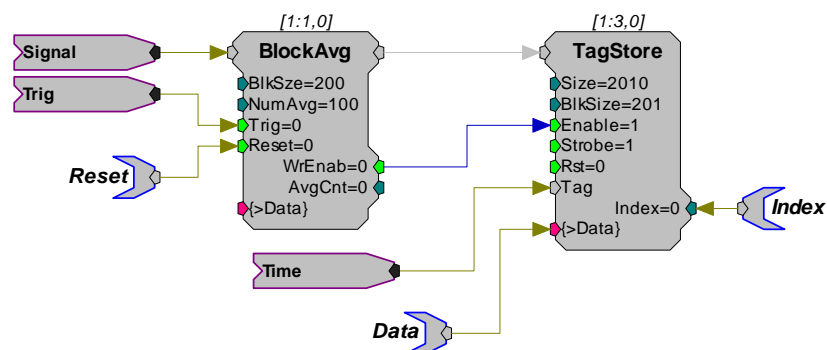 [1:1,0]
[1:3,0]
Signal
BlockAvg
TagStore
BlkSze=200
Size=2010
Trig
NumAvg=100
BlkSize=201
Trig=0
Enable=1
Reset=0
Strobe=1
Reset
WrEnab=0
Rst=0
AvgCnt=0
Tag
{>Data}
Index=0
Index
{>Data}
Time
Data